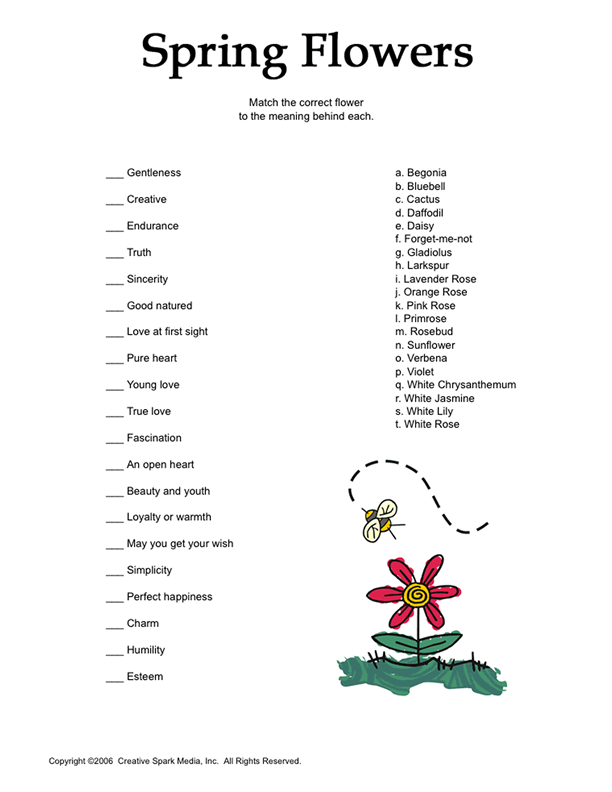 Spring Flowers
Match the correct flower
to the meaning behind each.
___ Gentleness
___ Creative
___ Endurance
___ Truth
___ Sincerity
___ Good natured
___ Love at first sight
___ Pure heart
___ Young love
___ True love
___ Fascination
___ An open heart
___ Beauty and youth
___ Loyalty or warmth
___ May you get your wish
___ Simplicity
___ Perfect happiness
___ Charm
___ Humility
___ Esteem
a. Begonia
b. Bluebell
c. Cactus
d. Daffodil
e. Daisy
f. Forget-me-not
g. Gladiolus
h. Larkspur
i. Lavender Rose
j. Orange Rose
k. Pink Rose
l. Primrose
m. Rosebud
n. Sunflower
o. Verbena
p. Violet
q. White Chrysanthemum
r. White Jasmine
s. White Lily
t. White Rose
Copyright ©2006 Creative Spark Media, Inc. All Rights Reserved.